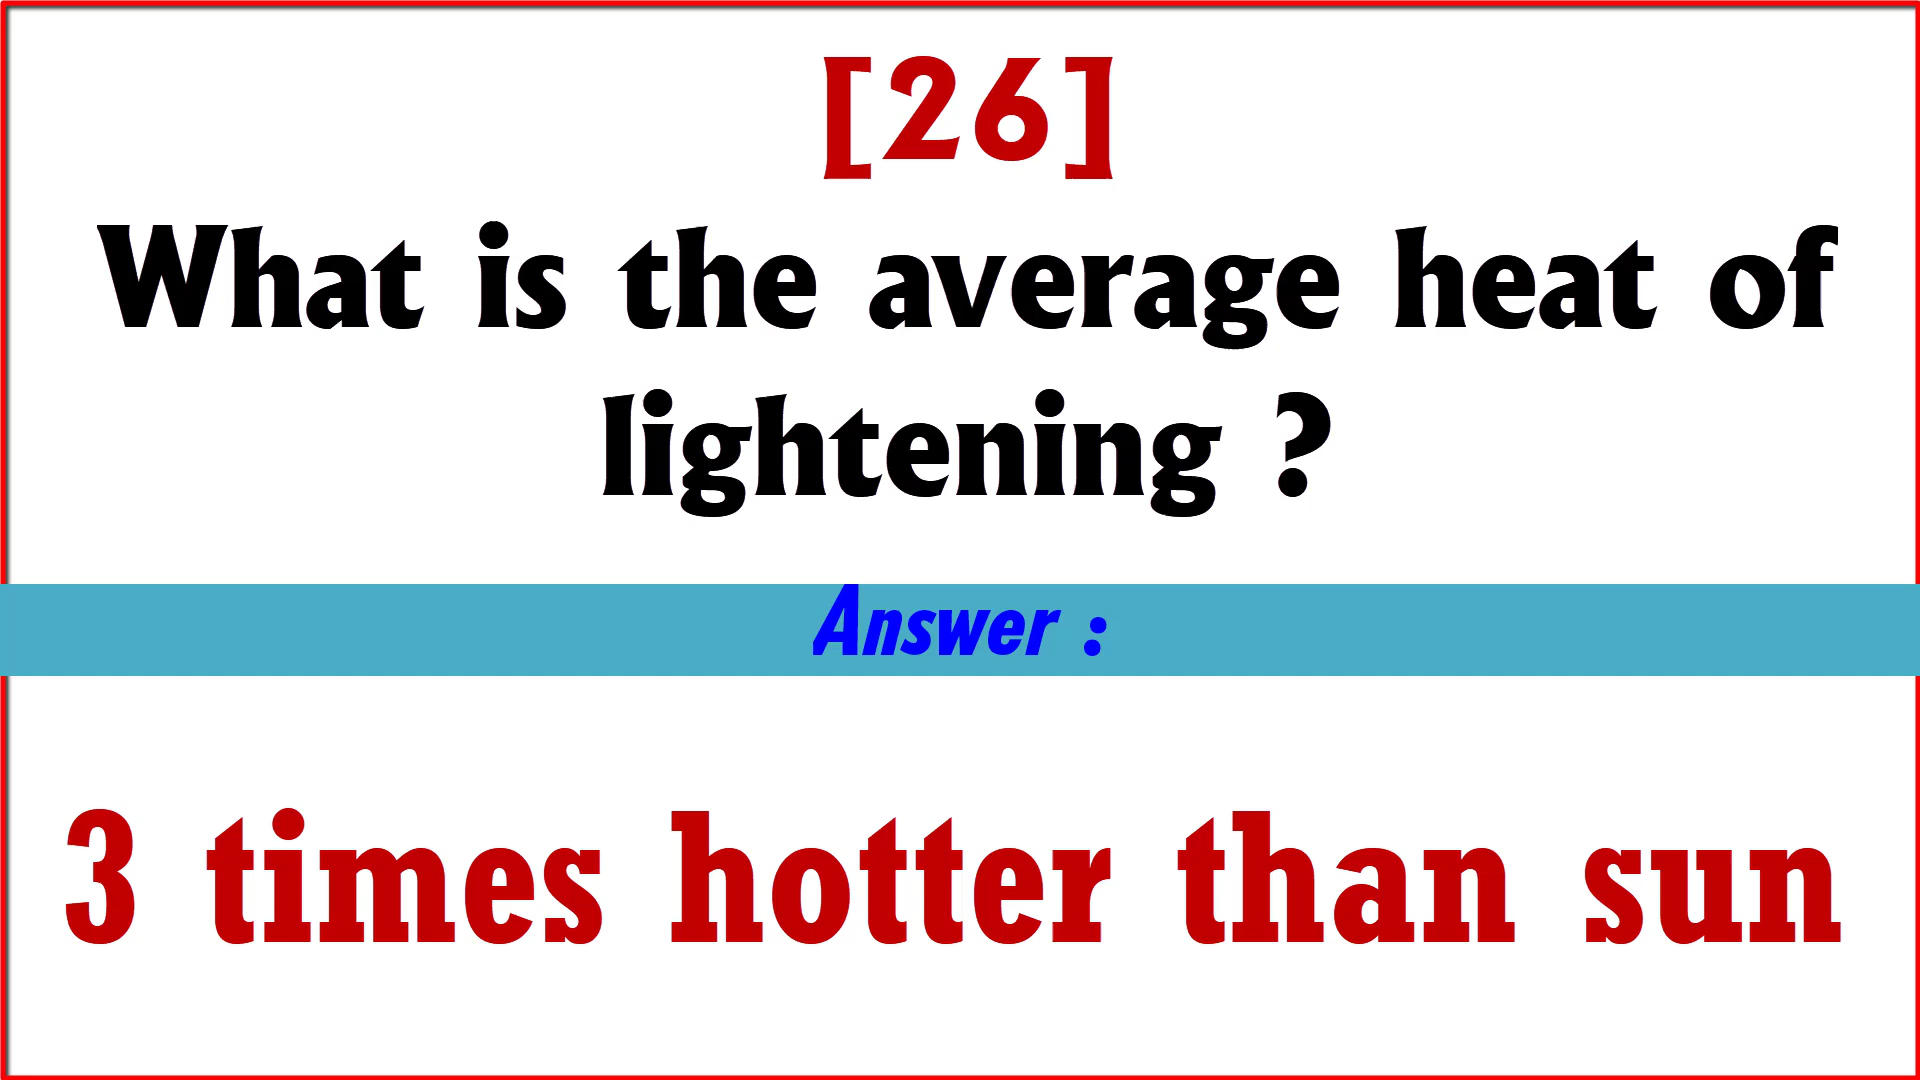 [26]
What is the average heat of
lightening ?
Answer :
3 times hotter than sun